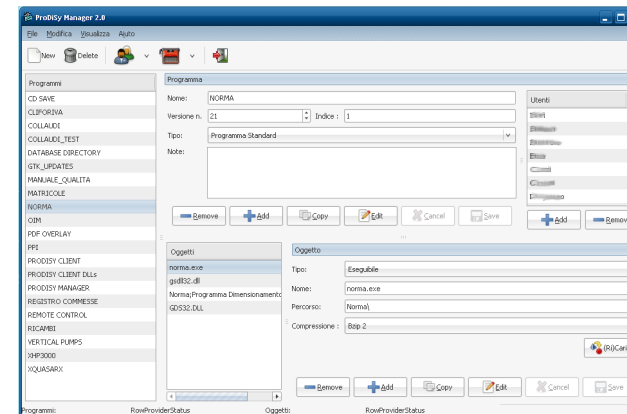 ProDiSy Manager 2.0
File Modifica Visualizza Aiuto
New Delete
Programmi
CD SAVE
CLIFORIVA
COLLAUDI
COLLAUDI_TEST
DATABASE DIRECTORY
GTK_UPDATES
MANUALE_QUALITA
MATRICOLE
NORMA
OIM
PDF OVERLAY
PPI
PRODISY CLIENT
PRODISY CLIENT DLLs
PRODISY MANAGER
REGISTRO COMMESSE
REMOTE CONTROL
RICAMBI
VERTICAL PUMPS
XHP3000
XQUASARX
Programma
Nome: NORMA
Versione n. 21 Indice : 1
Tipo: Programma Standard
Note:
Remove Add Copy Edit Cancel Save
Utenti
Add Remov
Oggetti
norma.exe
gsdll32.dll
Norma;Programma Dimensionamento
GDS32.DLL
Oggetto
Tipo: Eseguibile
Nome: norma.exe
Percorso: Norma\
Compressione : Bzip 2
(Ri)Cari
Remove Add Copy Edit Cancel Save
Programmi: RowProviderStatus Oggetti: RowProviderStatus